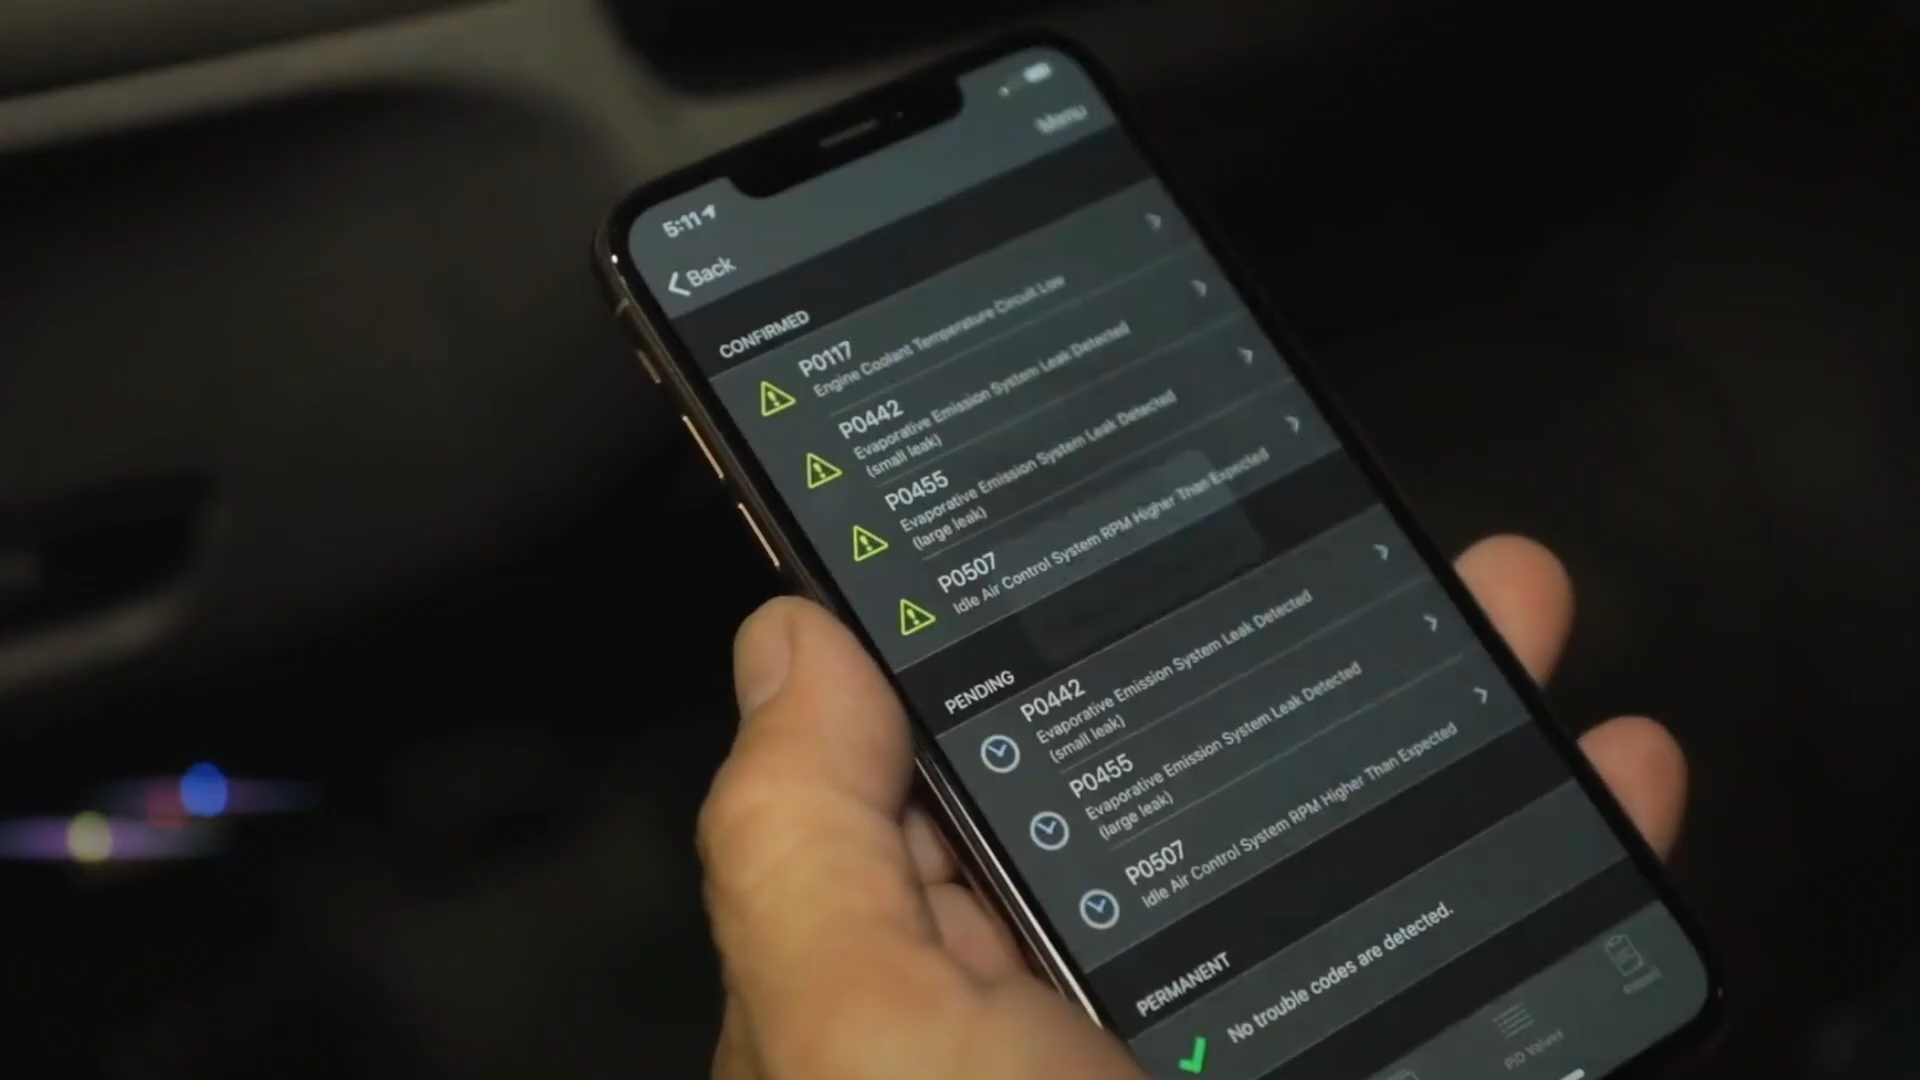 5:11
Menu
Back
CONFIRMED
P0117
Engine Coolant Temperature Circuit Low
P0442
Evaporative Emission System Leak Detected
(small leak)
P0455
Evaporative Emission System Leak Detected
(large leak)
P0507
Idle Air Control System RPM Higher Than Expected
PENDING
P0442
Evaporative Emission System Leak Detected
(small leak)
P0455
Evaporative Emission System Leak Detected
(large leak)
P0507
Idle Air Control System RPM Higher Than Expected
PERMANENT
No trouble codes are detected.
PID Values